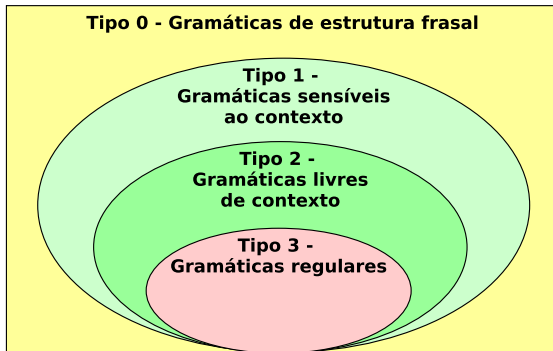 Tipo 0 - Gramáticas de estrutura frasal
Tipo 1 -
Gramáticas sensíveis
ao contexto
Tipo 2 -
Gramáticas livres
de contexto
Tipo 3 -
Gramáticas regulares